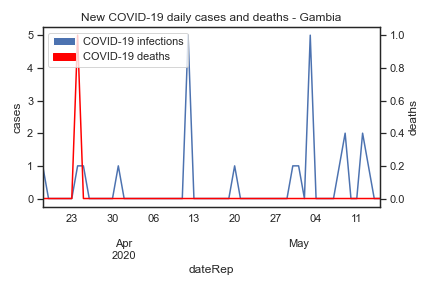 New COVID-19 daily cases and deaths - Gambia
COVID-19 infections
COVID-19 deaths
cases
5
4
3
2
1
0
deaths
1.0
0.8
0.6
0.4
0.2
0.0
23 30 06 13 20 27 04 11
Apr May
2020
dateRep